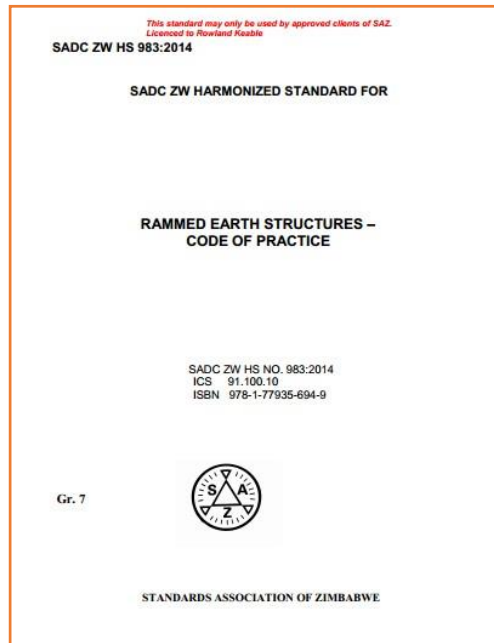 This standard may only be used by approved clients of SAZ.
Licenced to Rowland Keable
SADC ZW HS 983:2014
SADC ZW HARMONIZED STANDARD FOR
RAMMED EARTH STRUCTURES –
CODE OF PRACTICE
SADC ZW HS NO. 983:2014
ICS 91.100.10
ISBN 978-1-77935-694-9
Gr. 7
S A
Z
STANDARDS ASSOCIATION OF ZIMBABWE